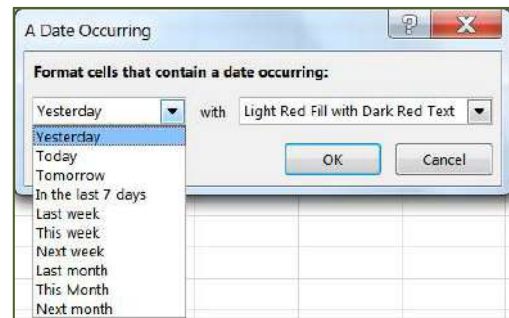 A Date Occurring
Format cells that contain a date occurring:
Yesterday with Light Red Fill with Dark Red Text
Yesterday
Today
Tomorrow
In the last 7 days
Last week
This week
Next week
Last month
This Month
Next month
OK Cancel